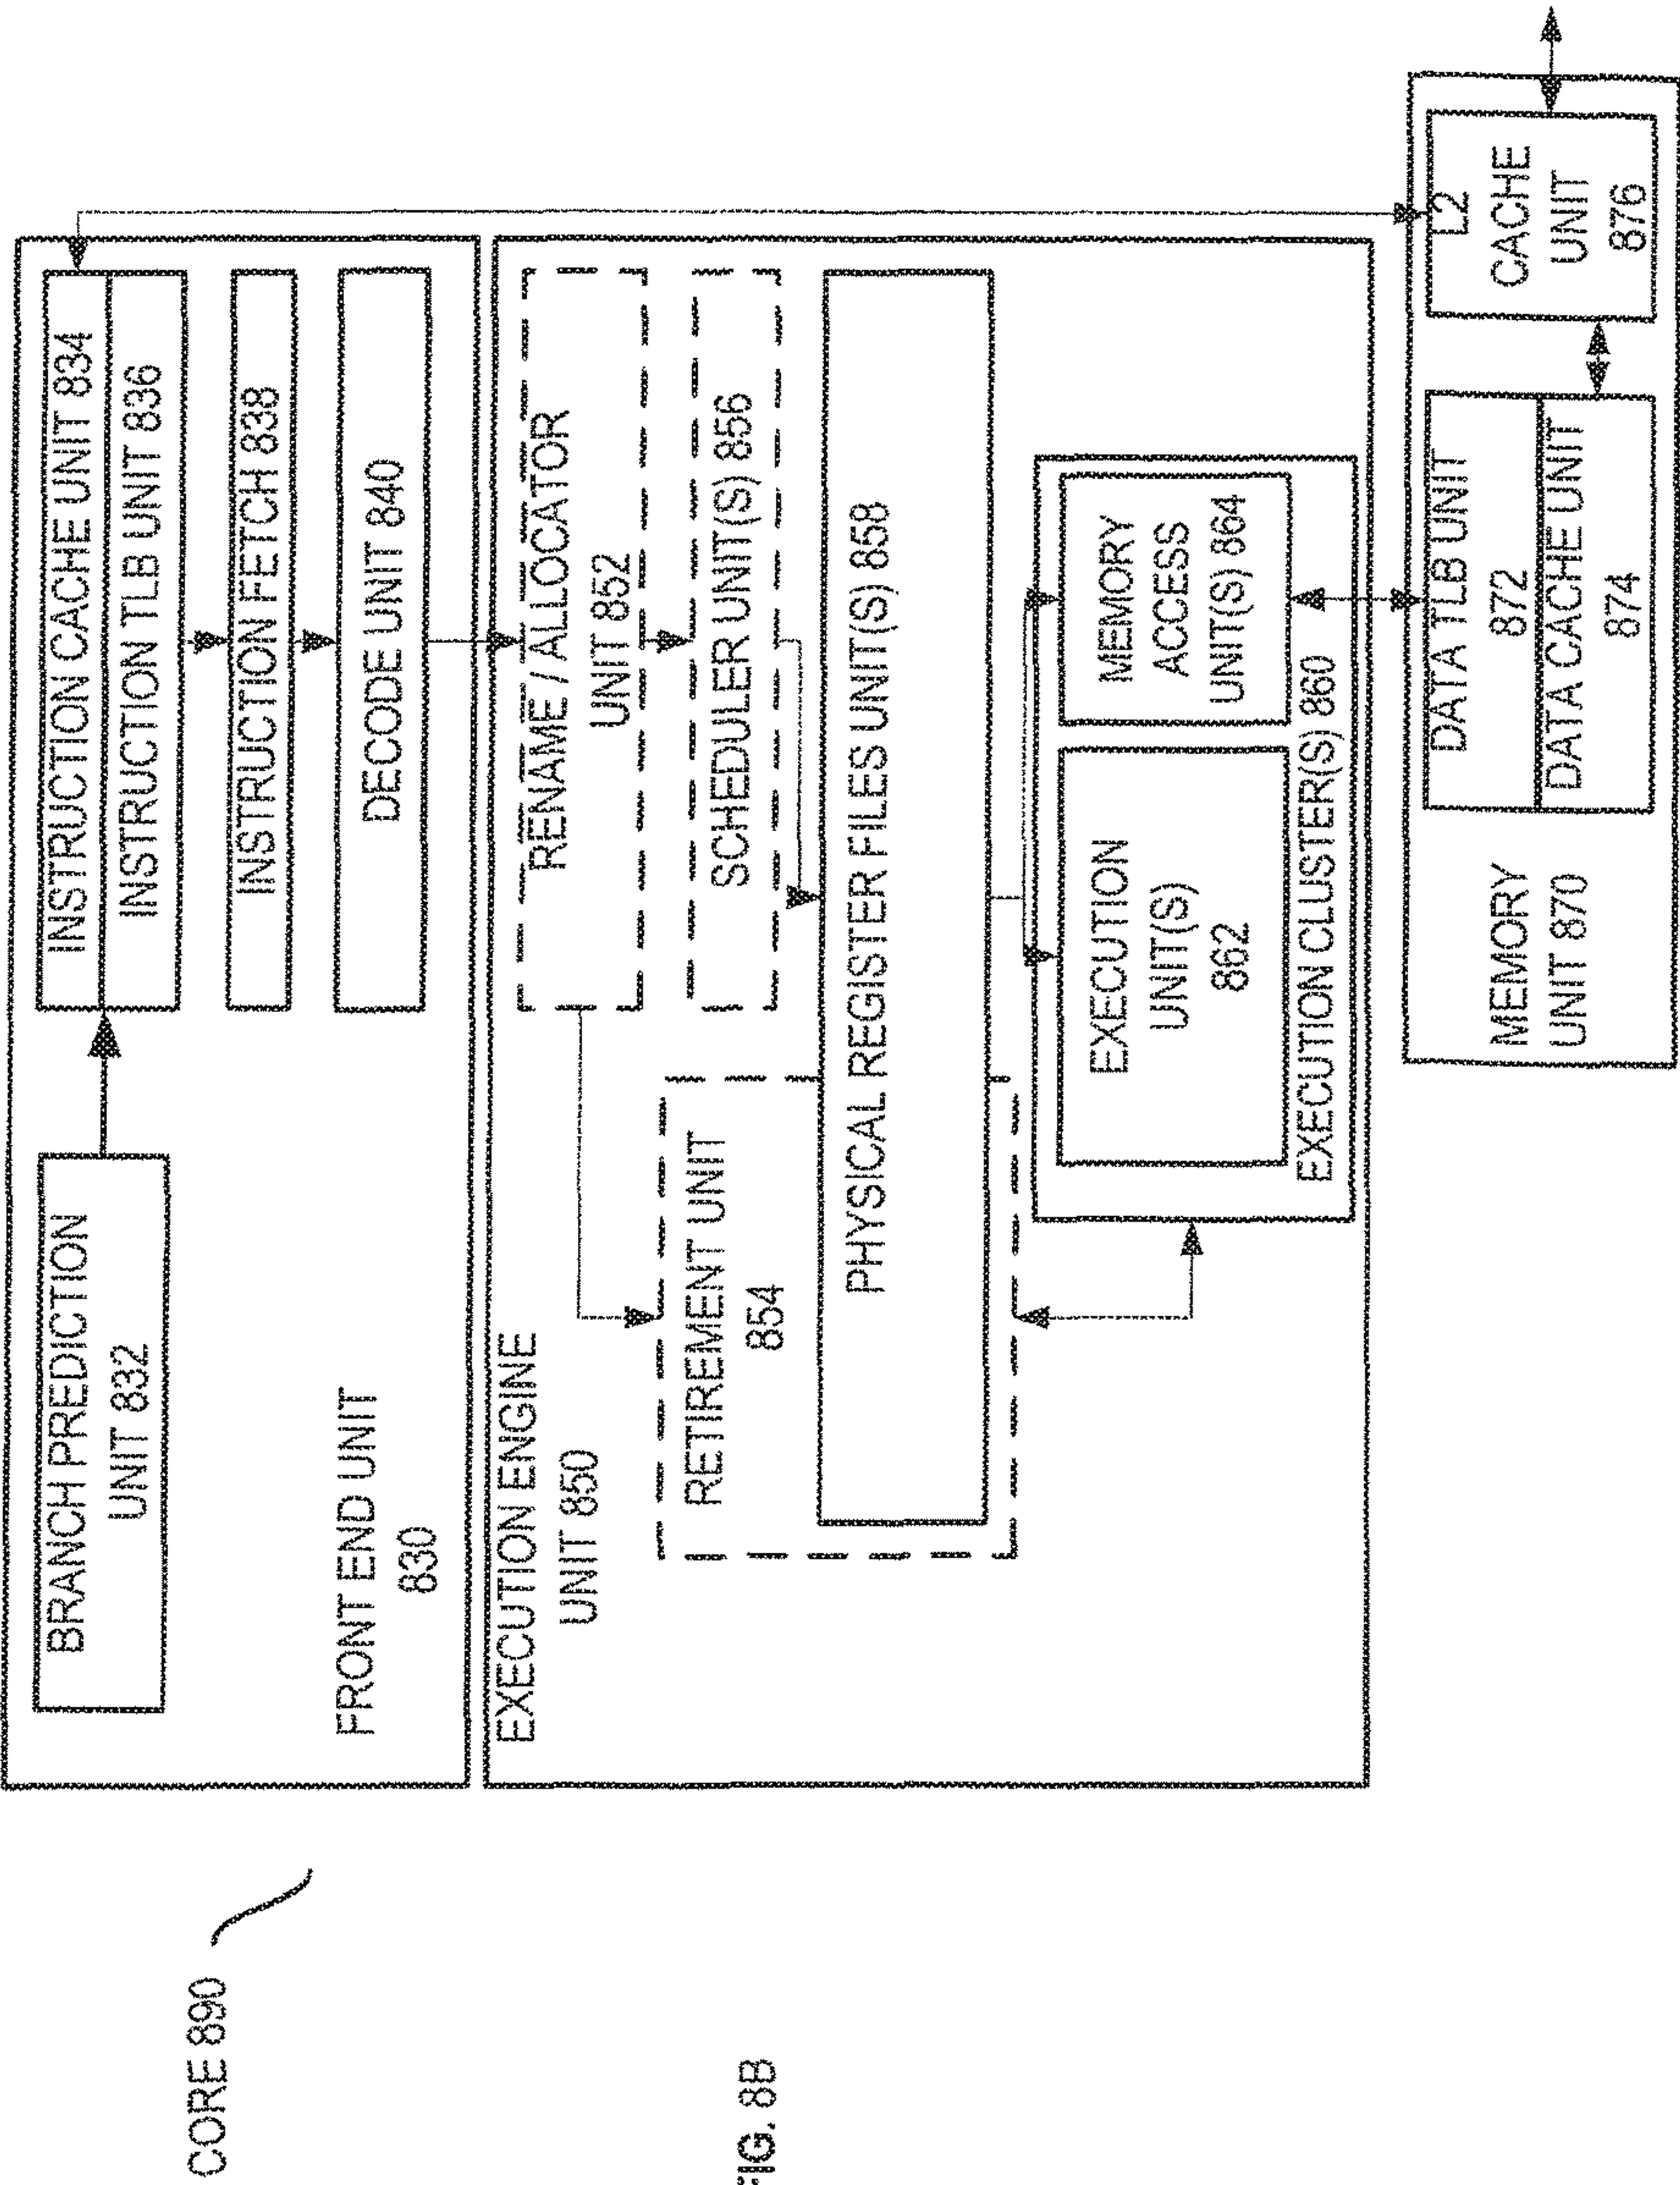 CORE 890
BRANCH PREDICTION
UNIT 832
INSTRUCTION CACHE UNIT 834
INSTRUCTION TLB UNIT 836
INSTRUCTION FETCH 838
FRONT END UNIT
830
DECODE UNIT 840
EXECUTION ENGINE
UNIT 850
RENAME / ALLOCATOR
UNIT 852
RETIREMENT UNIT
854
SCHEDULER UNIT(S) 856
PHYSICAL REGISTER FILES UNIT(S) 858
EXECUTION
UNIT(S)
862
MEMORY
ACCESS
UNIT(S) 864
EXECUTION CLUSTER(S) 860
MEMORY
UNIT 870
DATA TLB UNIT
872
DATA CACHE UNIT
874
L2
CACHE
UNIT
876
FIG. 8B